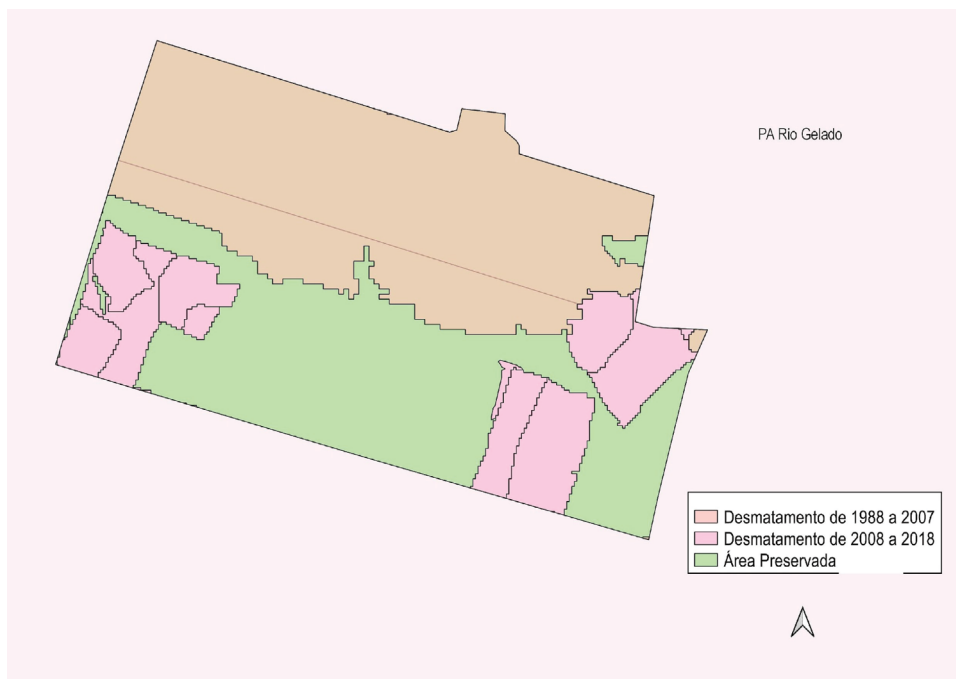 PA Rio Gelado
Desmatamento de 1988 a 2007
Desmatamento de 2008 a 2018
Área Preservada